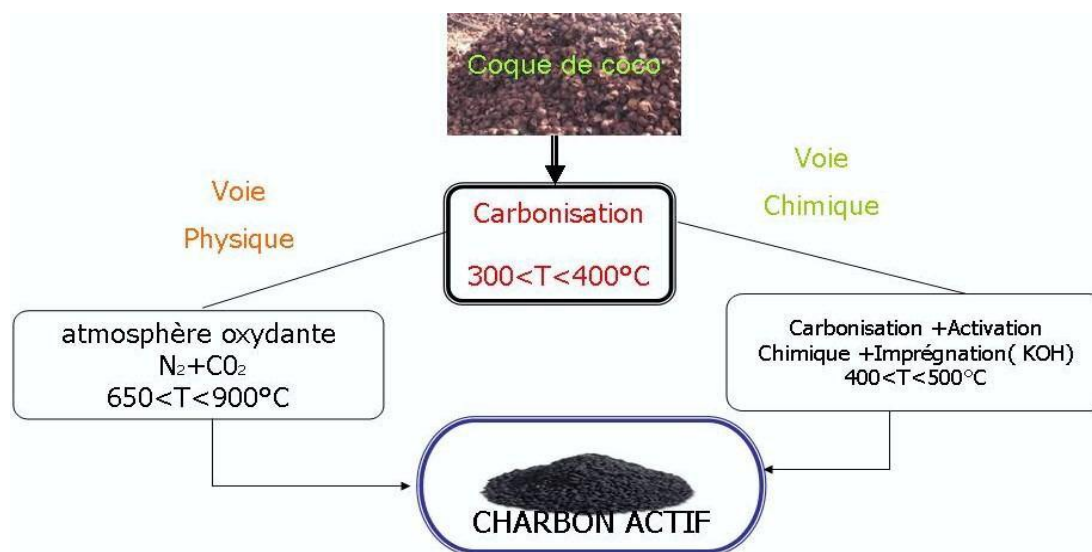 Coque de coco
Voie
Physique
Carbonisation
300<T<400°C
Voie
Chimique
atmosphère oxydante
N₂+C0₂
650<T<900°C
Carbonisation +Activation
Chimique +Imprégnation( KOH)
400<T<500°C
CHARBON ACTIF